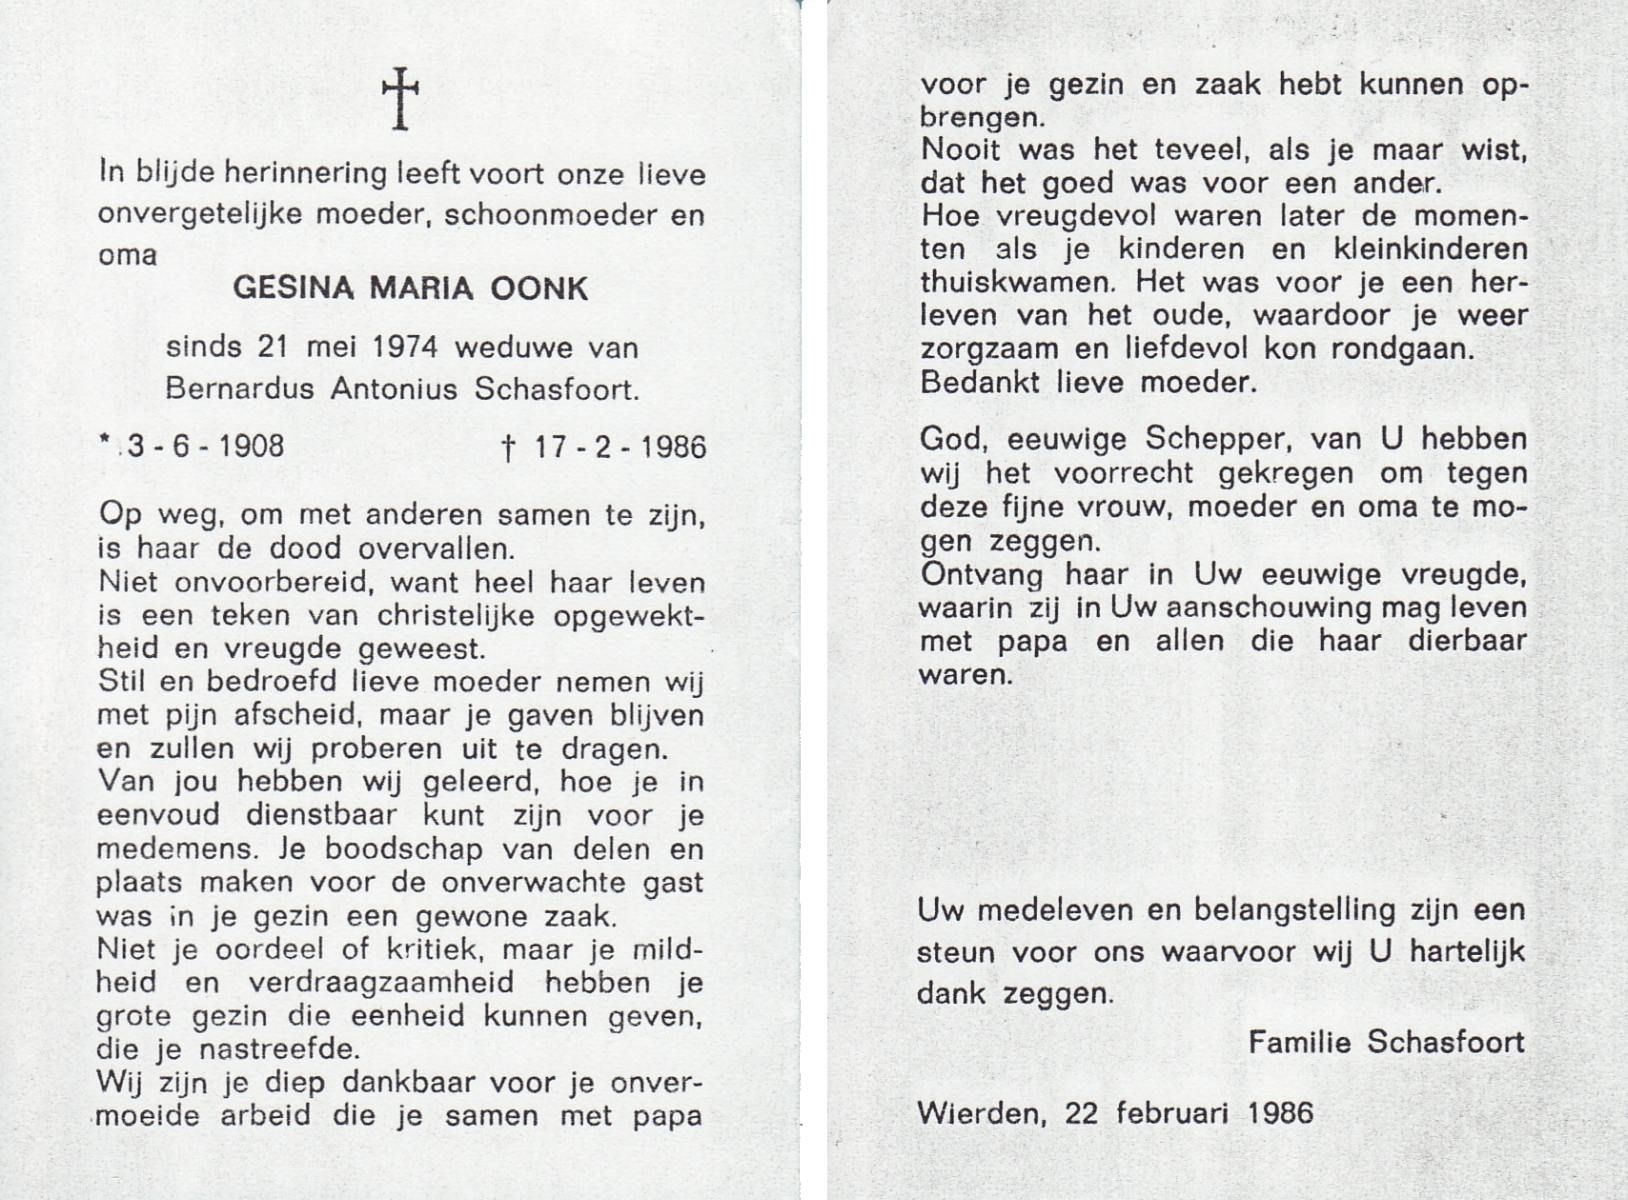 In blijde herinnering leeft voort onze lieve
onvergetelijke moeder, schoonmoeder en
oma
GESINA MARIA OONK
sinds 21 mei 1974 weduwe van
Bernardus Antonius Schasfoort.
* 3 - 6 - 1908 † 17 - 2 - 1986
Op weg, om met anderen samen te zijn,
is haar de dood overvallen.
Niet onvoorbereid, want heel haar leven
is een teken van christelijke opgewekt-
heid en vreugde geweest.
Stil en bedroefd lieve moeder nemen wij
met pijn afscheid, maar je gaven blijven
en zullen wij proberen uit te dragen.
Van jou hebben wij geleerd, hoe je in
eenvoud dienstbaar kunt zijn voor je
medemens. Je boodschap van delen en
plaats maken voor de onverwachte gast
was in je gezin een gewone zaak.
Niet je oordeel of kritiek, maar je mild-
heid en verdraagzaamheid hebben je
grote gezin die eenheid kunnen geven,
die je nastreefde.
Wij zijn je diep dankbaar voor je onver-
moeide arbeid die je samen met papa
voor je gezin en zaak hebt kunnen op-
brengen.
Nooit was het teveel, als je maar wist,
dat het goed was voor een ander.
Hoe vreugdevol waren later de momen-
ten als je kinderen en kleinkinderen
thuiskwamen. Het was voor je een her-
leven van het oude, waardoor je weer
zorgzaam en liefdevol kon rondgaan.
Bedankt lieve moeder.
God, eeuwige Schepper, van U hebben
wij het voorrecht gekregen om tegen
deze fijne vrouw, moeder en oma te mo-
gen zeggen.
Ontvang haar in Uw eeuwige vreugde,
waarin zij in Uw aanschouwing mag leven
met papa en allen die haar dierbaar
waren.
Uw medeleven en belangstelling zijn een
steun voor ons waarvoor wij U hartelijk
dank zeggen.
Familie Schasfoort
Wierden, 22 februari 1986